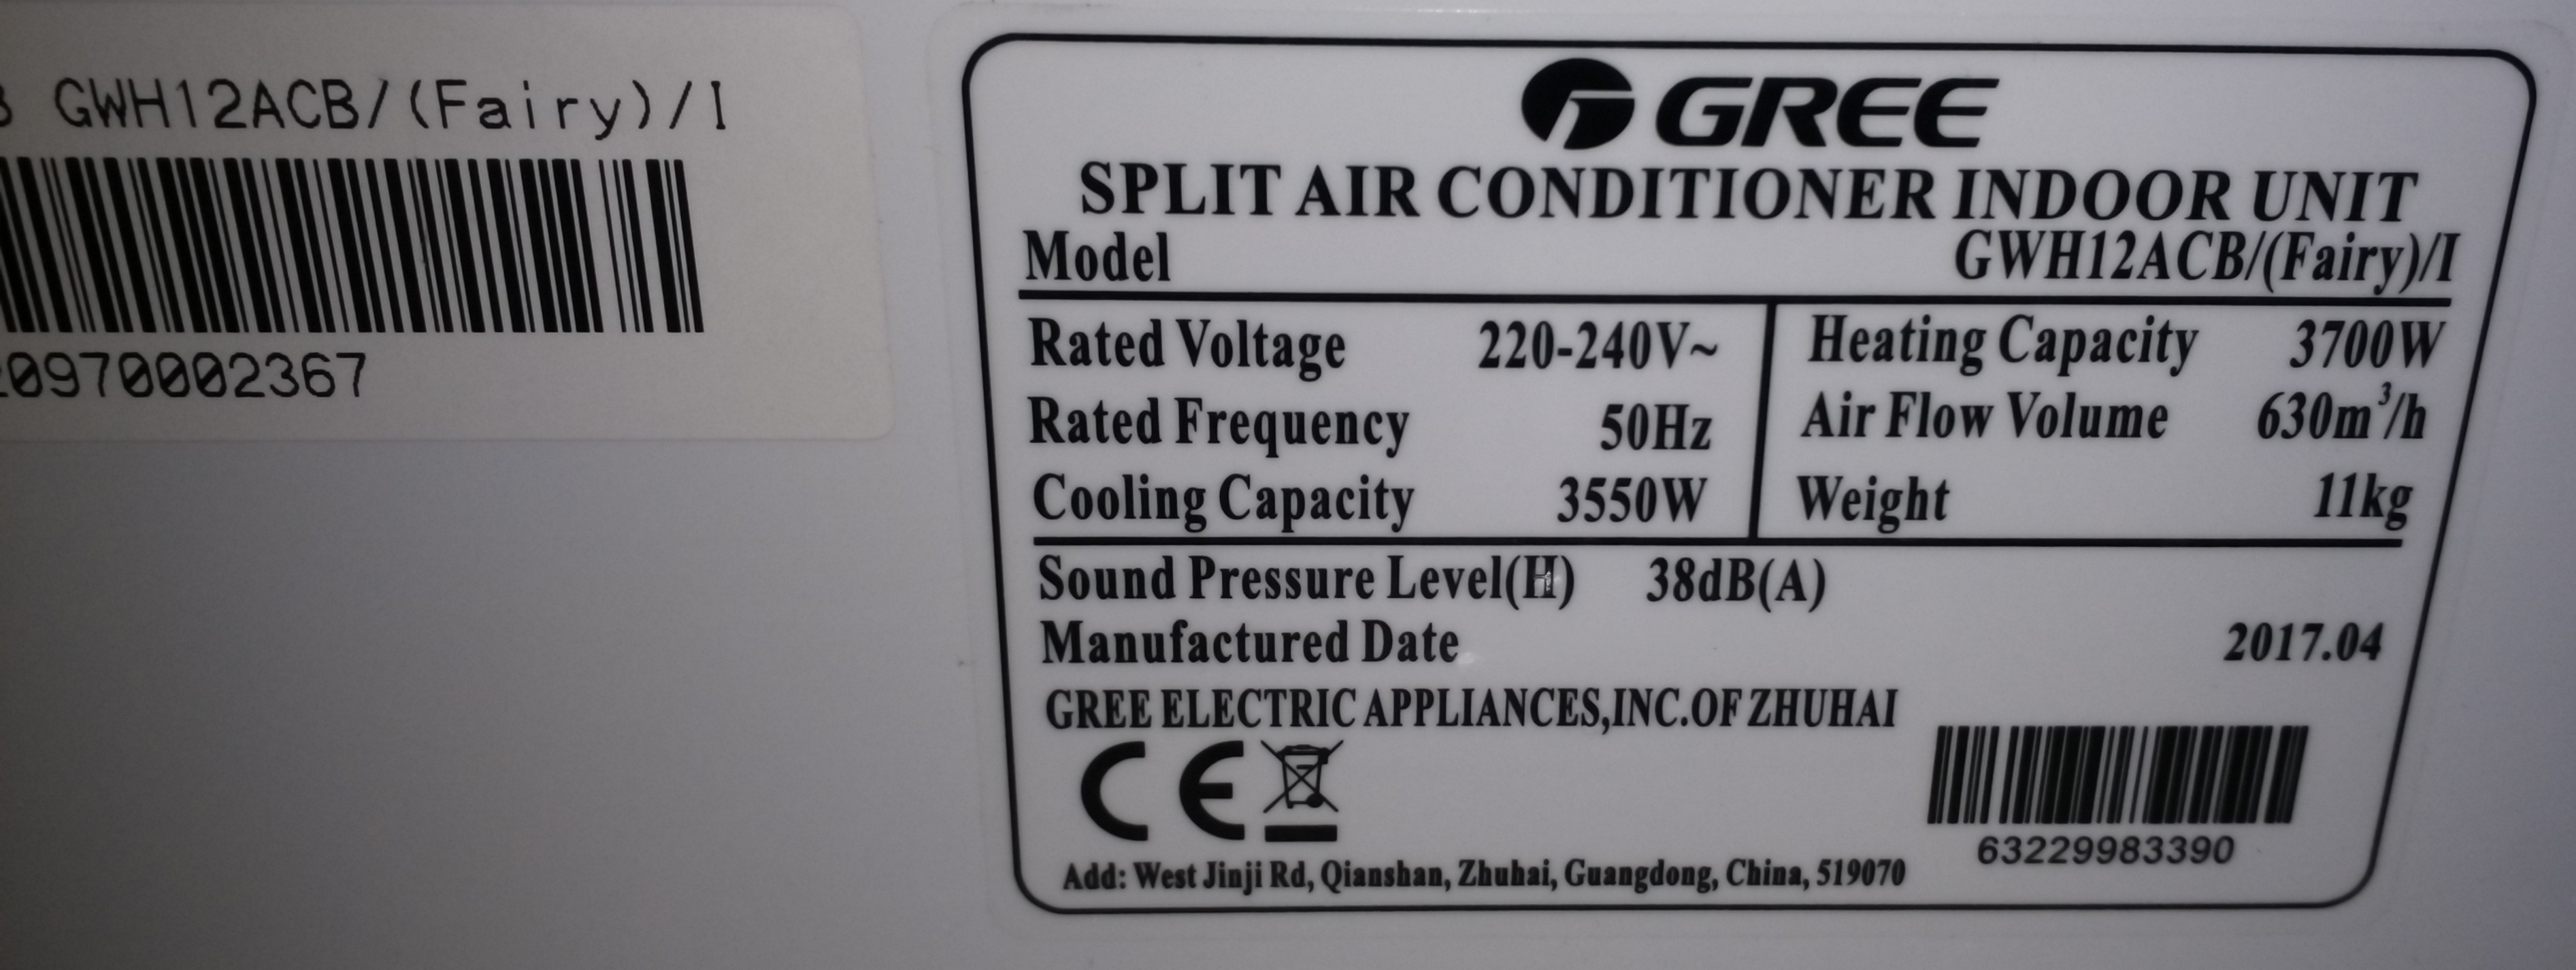 GWH12ACB/(Fairy)/I
0970002367
GREE
SPLIT AIR CONDITIONER INDOOR UNIT
Model GWH12ACB/(Fairy)/I
Rated Voltage 220-240V~ Heating Capacity 3700W
Rated Frequency 50Hz Air Flow Volume 630m³/h
Cooling Capacity 3550W Weight 11kg
Sound Pressure Level(H) 38dB(A)
Manufactured Date 2017.04
GREE ELECTRIC APPLIANCES,INC.OF ZHUHAI
CE
63229983390
Add: West Jinji Rd, Qianshan, Zhuhai, Guangdong, China, 519070